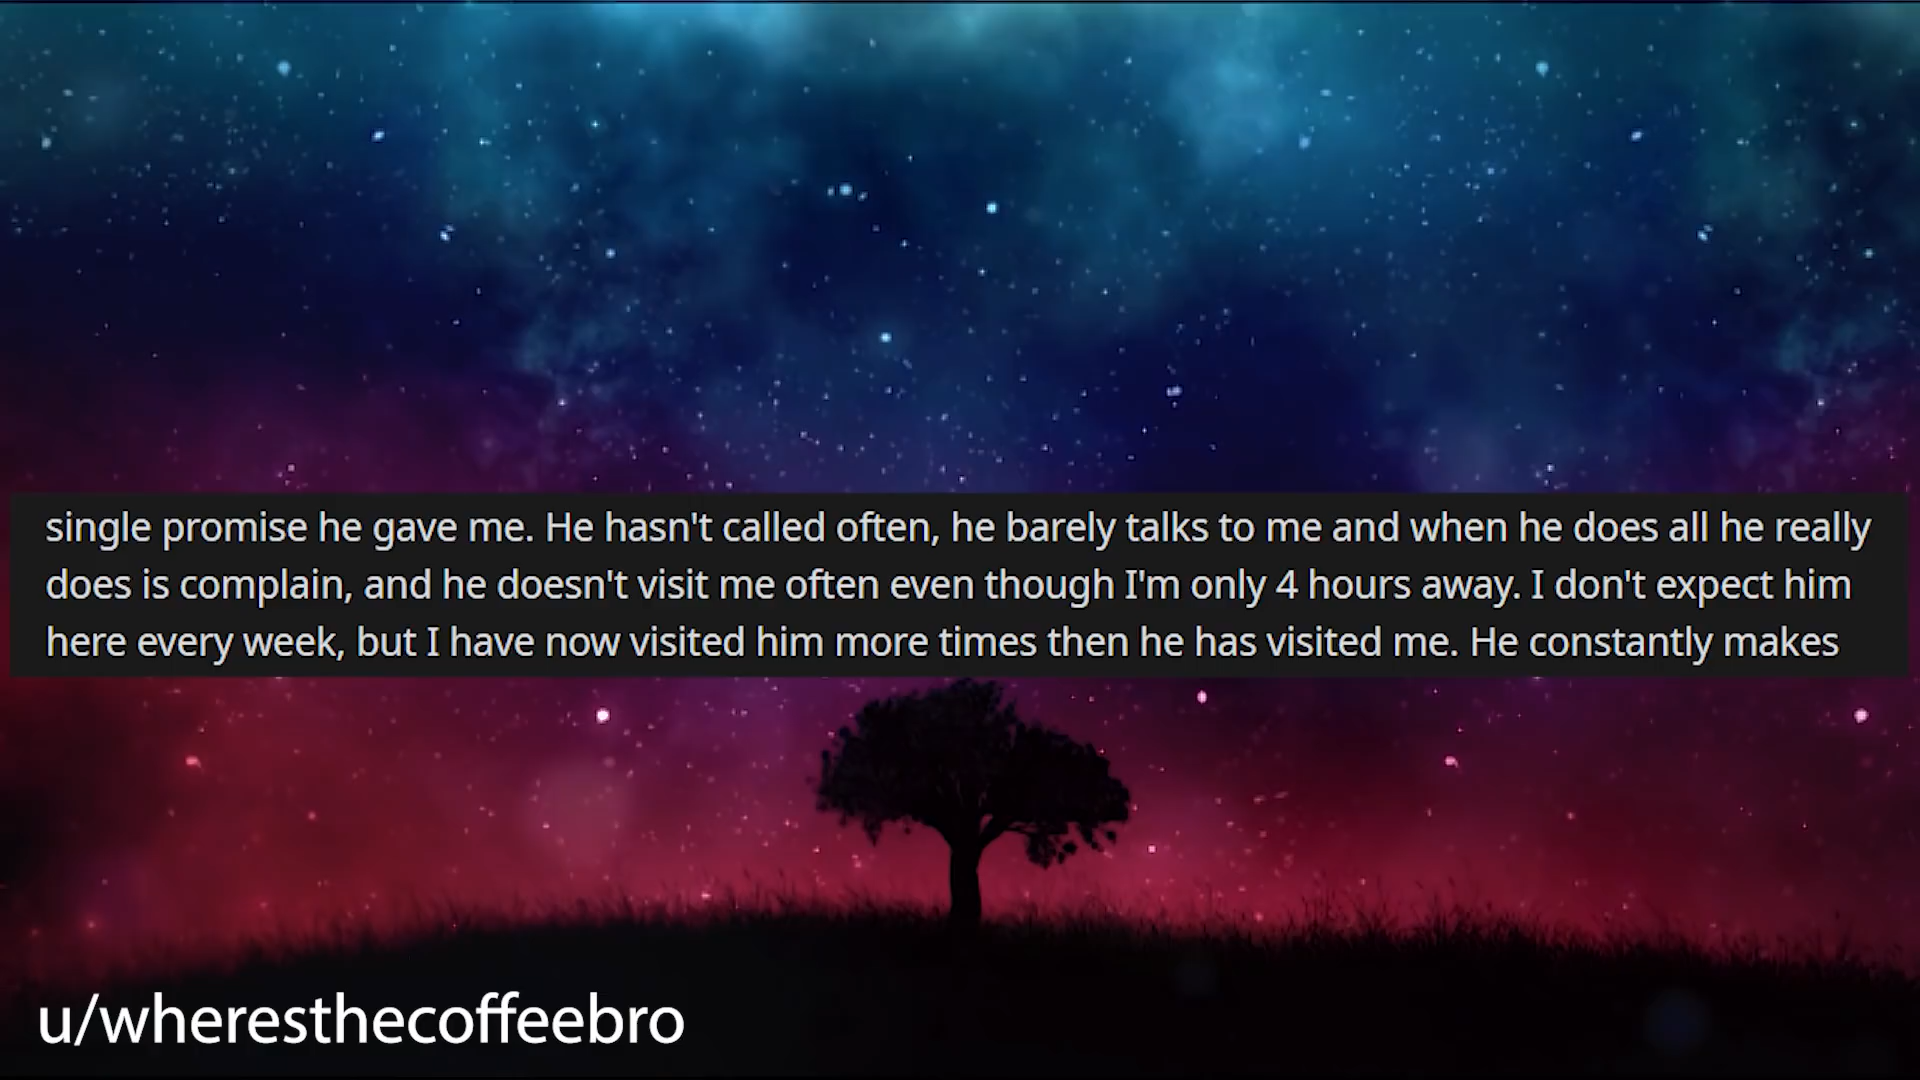 single promise he gave me. He hasn't called often, he barely talks to me and when he does all he really
does is complain, and he doesn't visit me often even though I'm only 4 hours away. I don't expect him
here every week, but I have now visited him more times then he has visited me. He constantly makes
u/wheresthecoffeebro